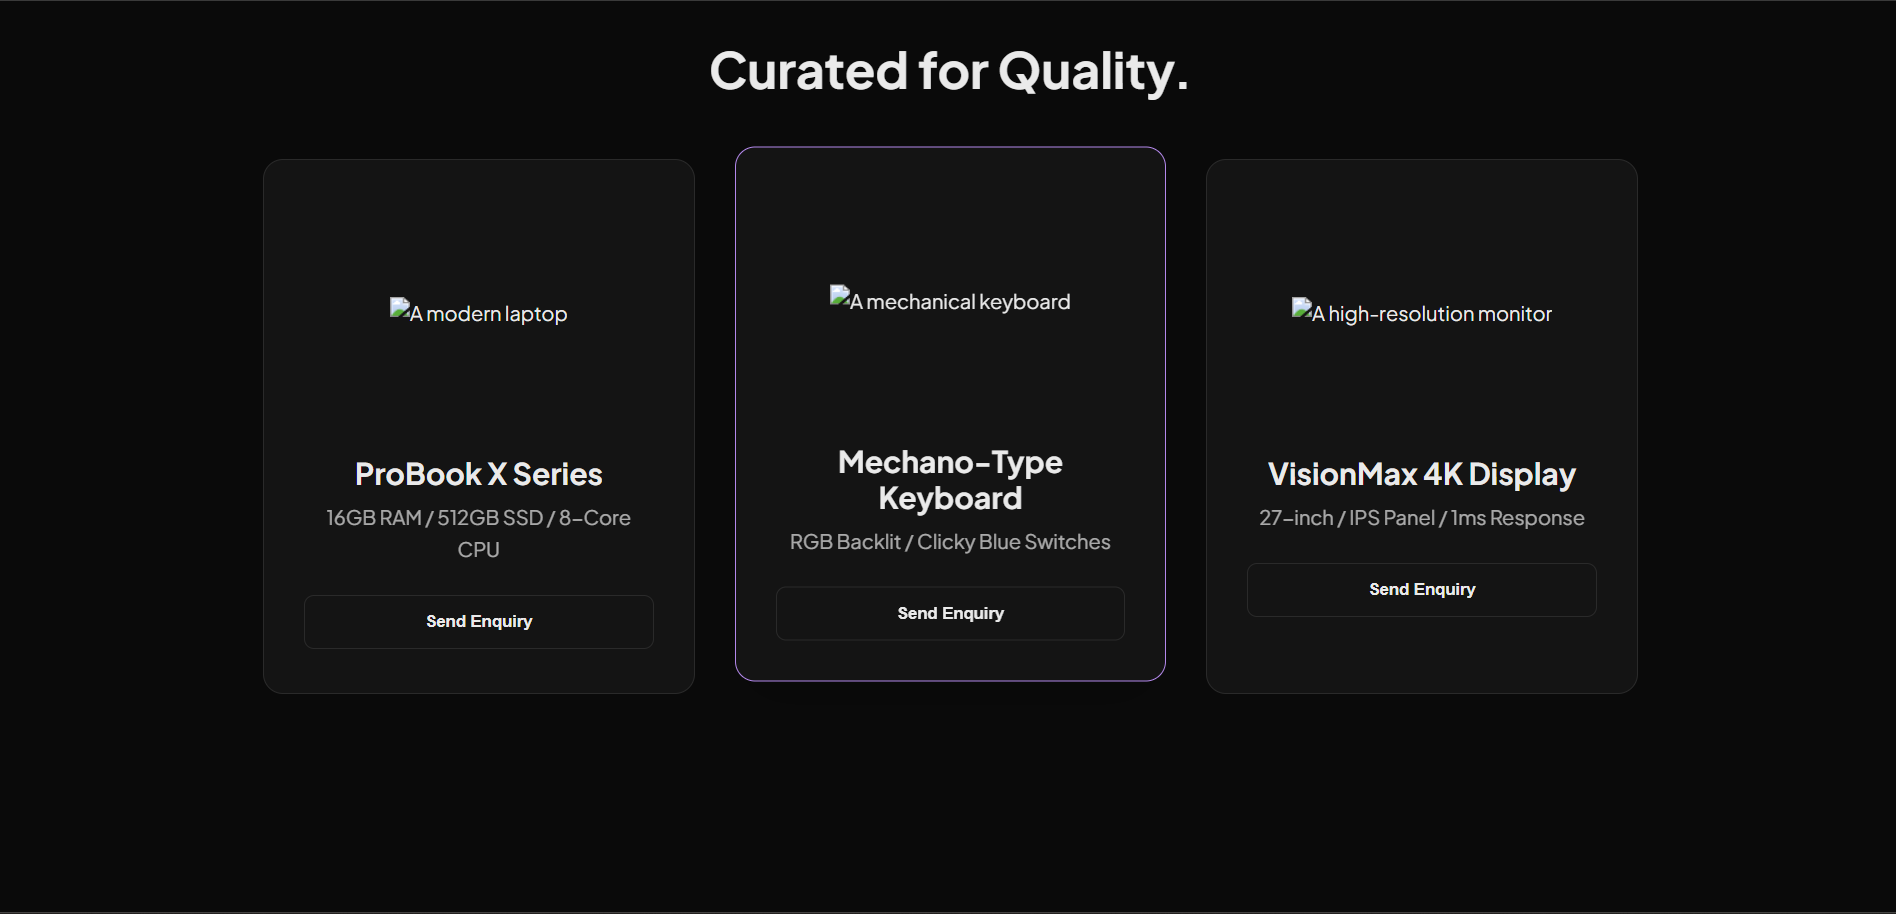 Curated for Quality.
A modern laptop
ProBook X Series
16GB RAM / 512GB SSD / 8-Core
CPU
Send Enquiry
A mechanical keyboard
Mechano-Type
Keyboard
RGB Backlit / Clicky Blue Switches
Send Enquiry
A high-resolution monitor
VisionMax 4K Display
27-inch / IPS Panel / 1ms Response
Send Enquiry